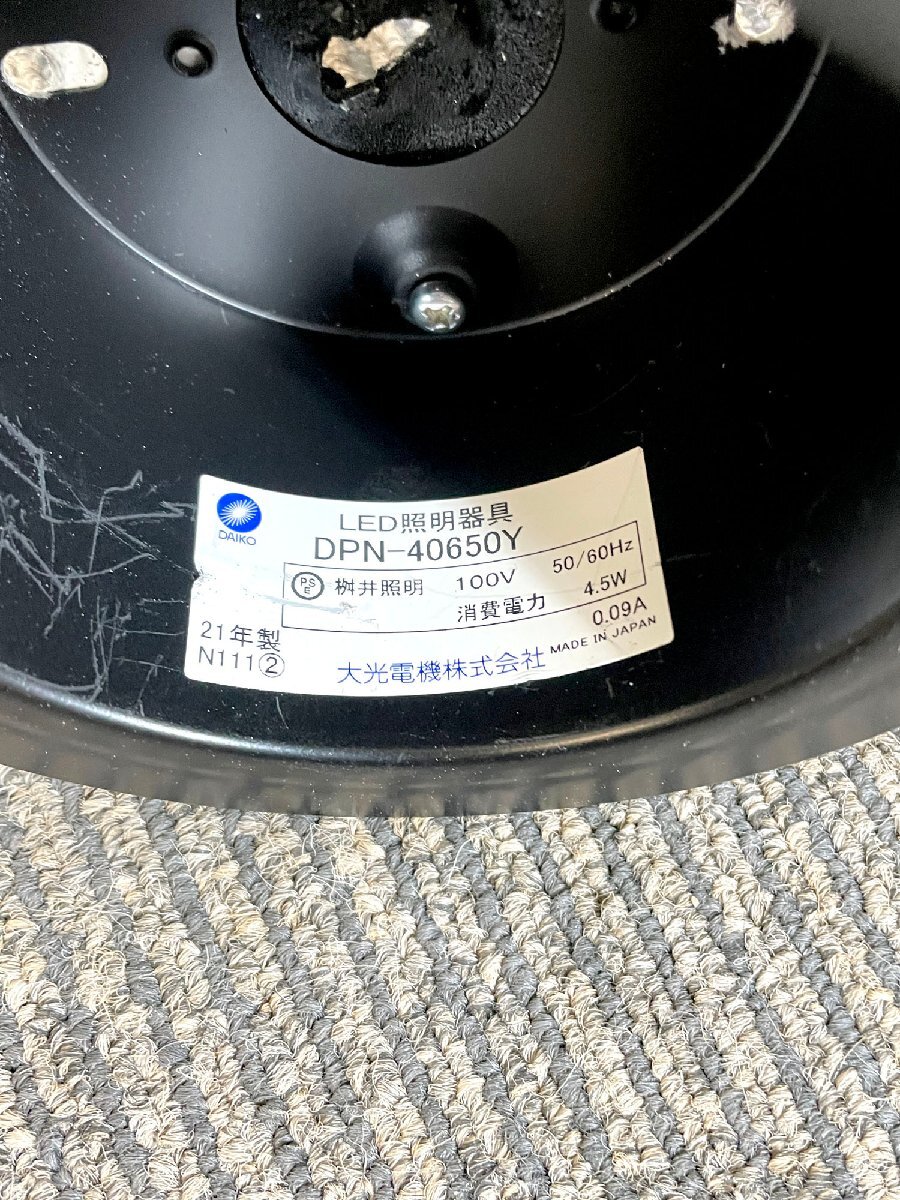 DAIKO
LED照明器具
DPN-40650Y
PSE 桝井照明 100V 50/60Hz
消費電力 4.5W
0.09A
21年製
N111②
大光電機株式会社 MADE IN JAPAN